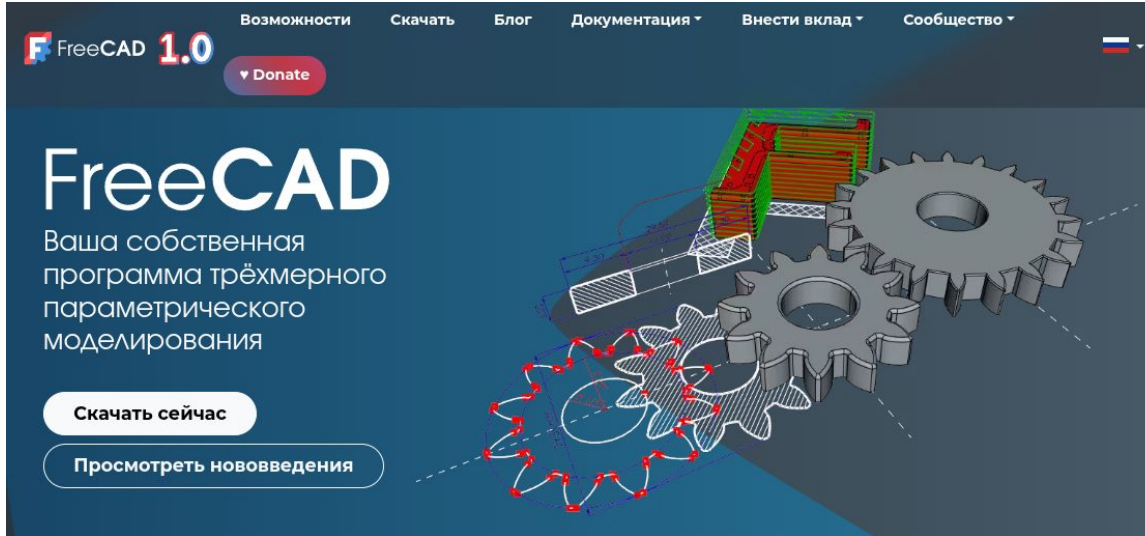 FreeCAD 1.0
Возможности
Скачать
Блог
Документация
Внести вклад
Сообщество
♥ Donate
FreeCAD
Ваша собственная
программа трёхмерного
параметрического
моделирования
Скачать сейчас
Просмотреть нововведения